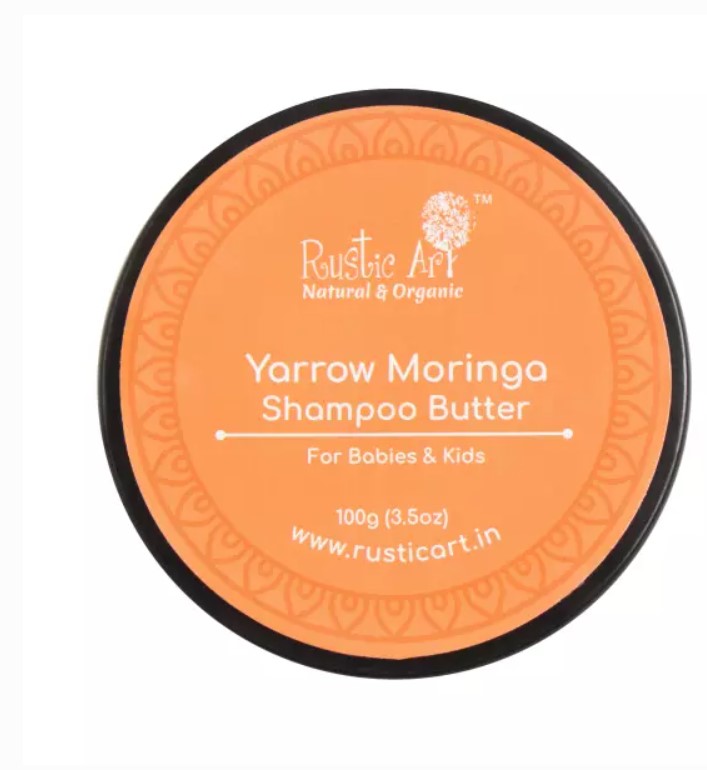 Rustic Art ™
Natural & Organic
Yarrow Moringa
Shampoo Butter
For Babies & Kids
100g (3.5oz)
www.rusticart.in